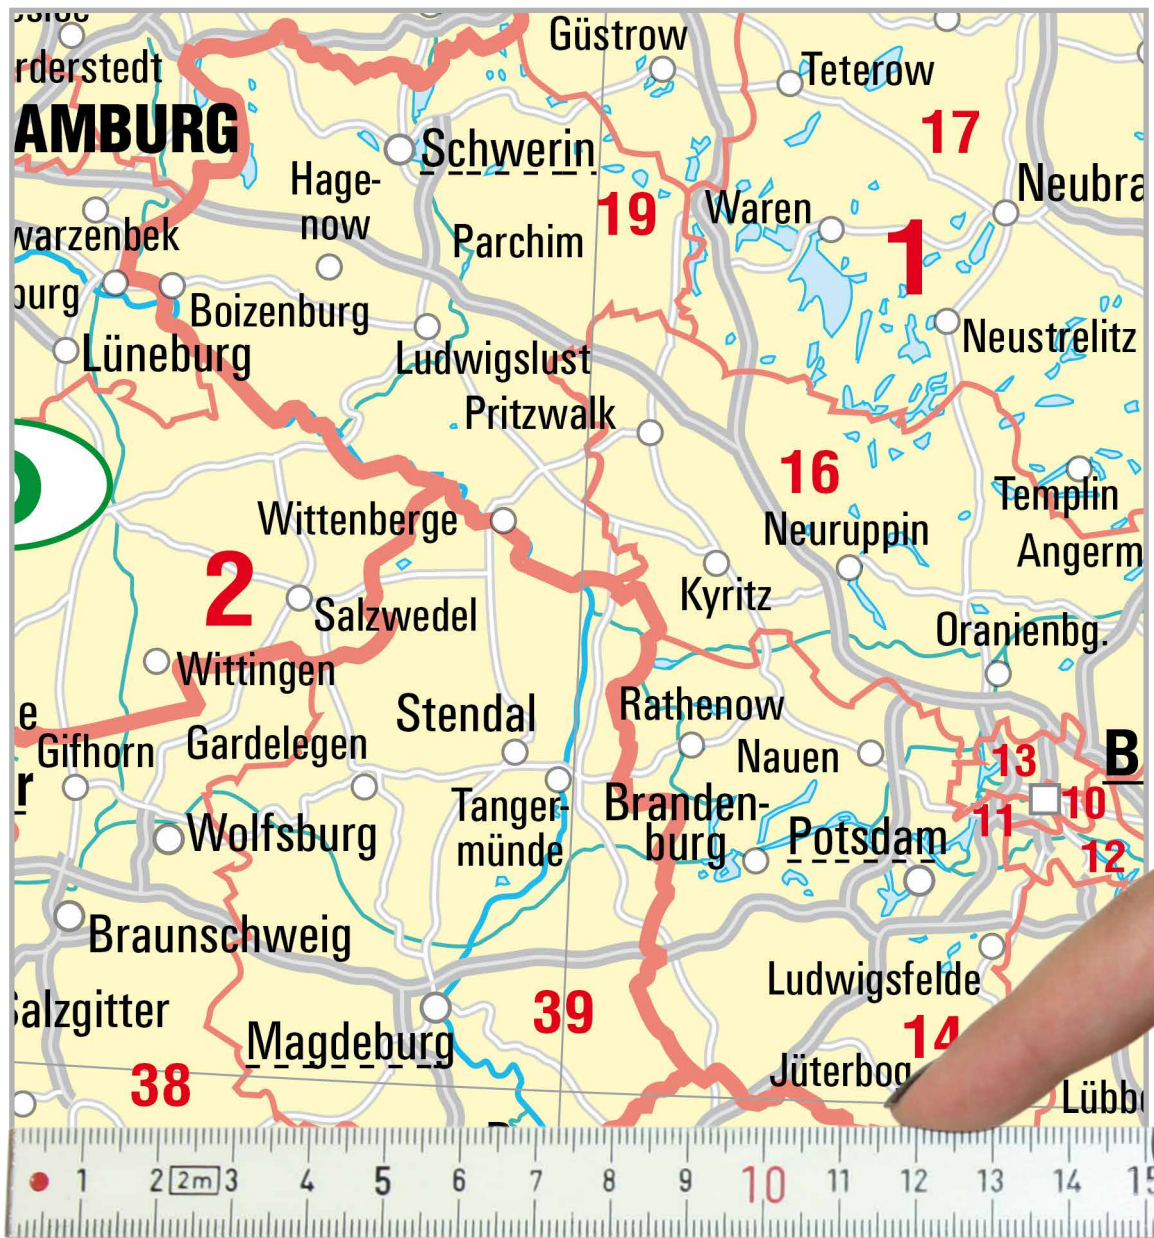 Güstrow
rderstedt
Teterow
AMBURG
Schwerin
17
Hage-
now
19
Waren
Neubra
warzenbek
Parchim
1
burg
Boizenburg
Lüneburg
Ludwigslust
Neustrelitz
Pritzwalk
16
Templin
Wittenberge
Neuruppin
Angerm
2
Kyritz
Salzwedel
Oranienbg.
Wittingen
e
Stendal
Rathenow
Gifhorn
Gardelegen
Nauen
B
13
r
Tanger-
münde
Branden-
burg
10
11
Wolfsburg
Potsdam
12
Braunschweig
Ludwigsfelde
Salzgitter
39
Magdeburg
14
38
Jüterbog
Lübb
1 2 2m 3 4 5 6 7 8 9 10 11 12 13 14 15